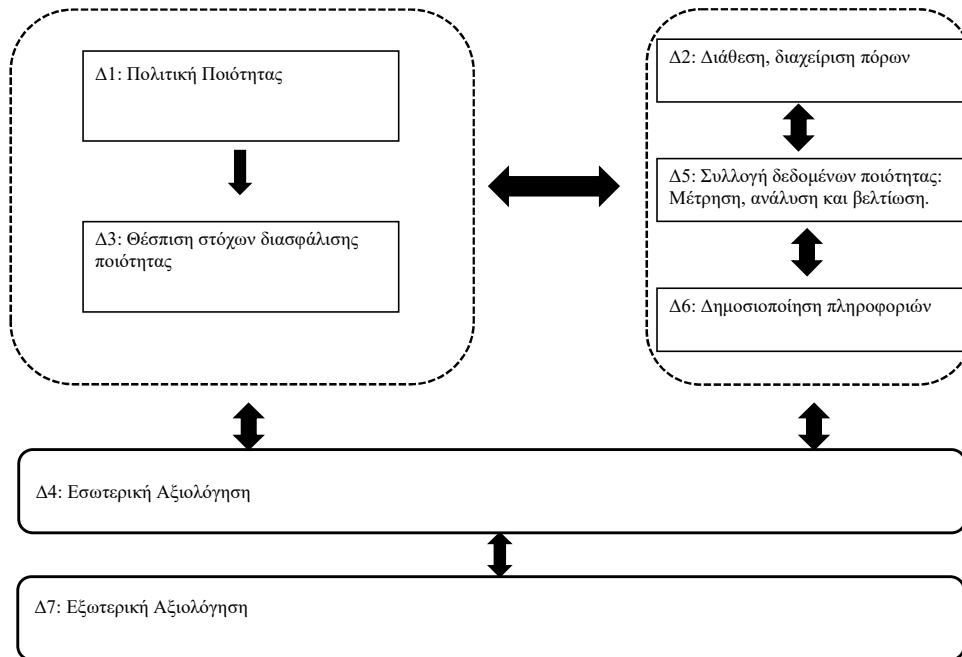 Δ1: Πολιτική Ποιότητας
Δ3: Θέσπιση στόχων διασφάλισης
ποιότητας
Δ2: Διάθεση, διαχείριση πόρων
Δ5: Συλλογή δεδομένων ποιότητας:
Μέτρηση, ανάλυση και βελτίωση.
Δ6: Δημοσιοποίηση πληροφοριών
Δ4: Εσωτερική Αξιολόγηση
Δ7: Εξωτερική Αξιολόγηση